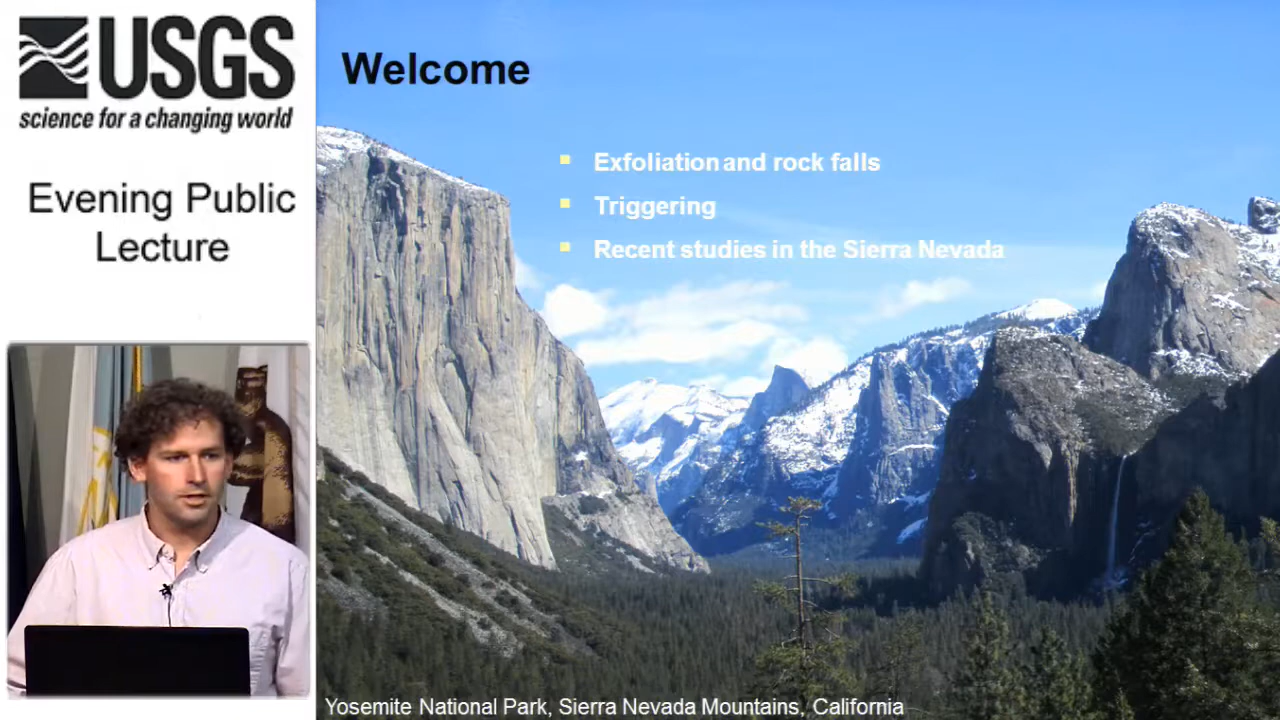 USGS
science for a changing world
Evening Public
Lecture
Welcome
Exfoliation and rock falls
Triggering
Recent studies in the Sierra Nevada
Yosemite National Park, Sierra Nevada Mountains, California